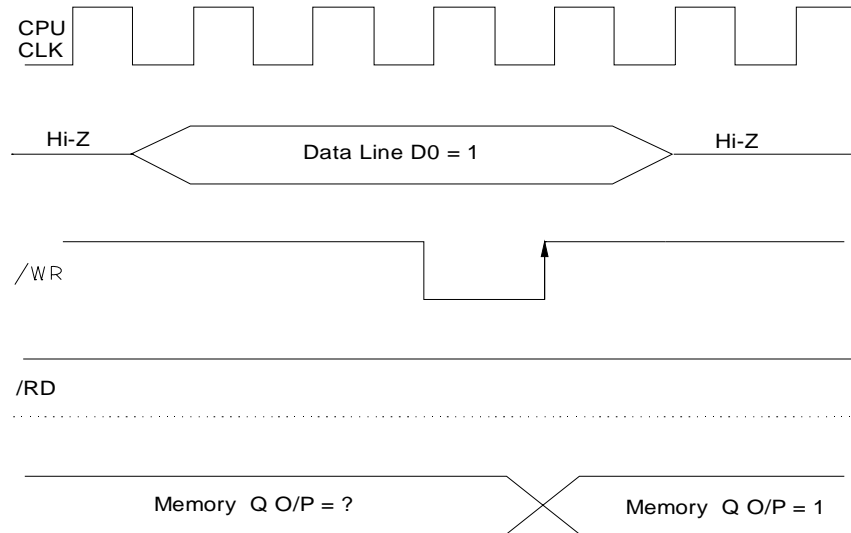 CPU
CLK
Hi-Z
Data Line D0 = 1
Hi-Z
/WR
/RD
Memory Q O/P = ?
Memory Q O/P = 1